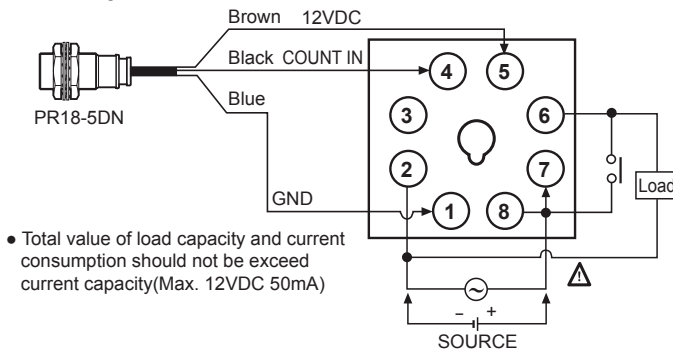 Brown 12VDC
Black COUNT IN
Blue
PR18-5DN
4 5
3 6
2 7
1 8
Load
GND
● Total value of load capacity and current
consumption should not be exceed
current capacity(Max. 12VDC 50mA)
!
~
− +
SOURCE